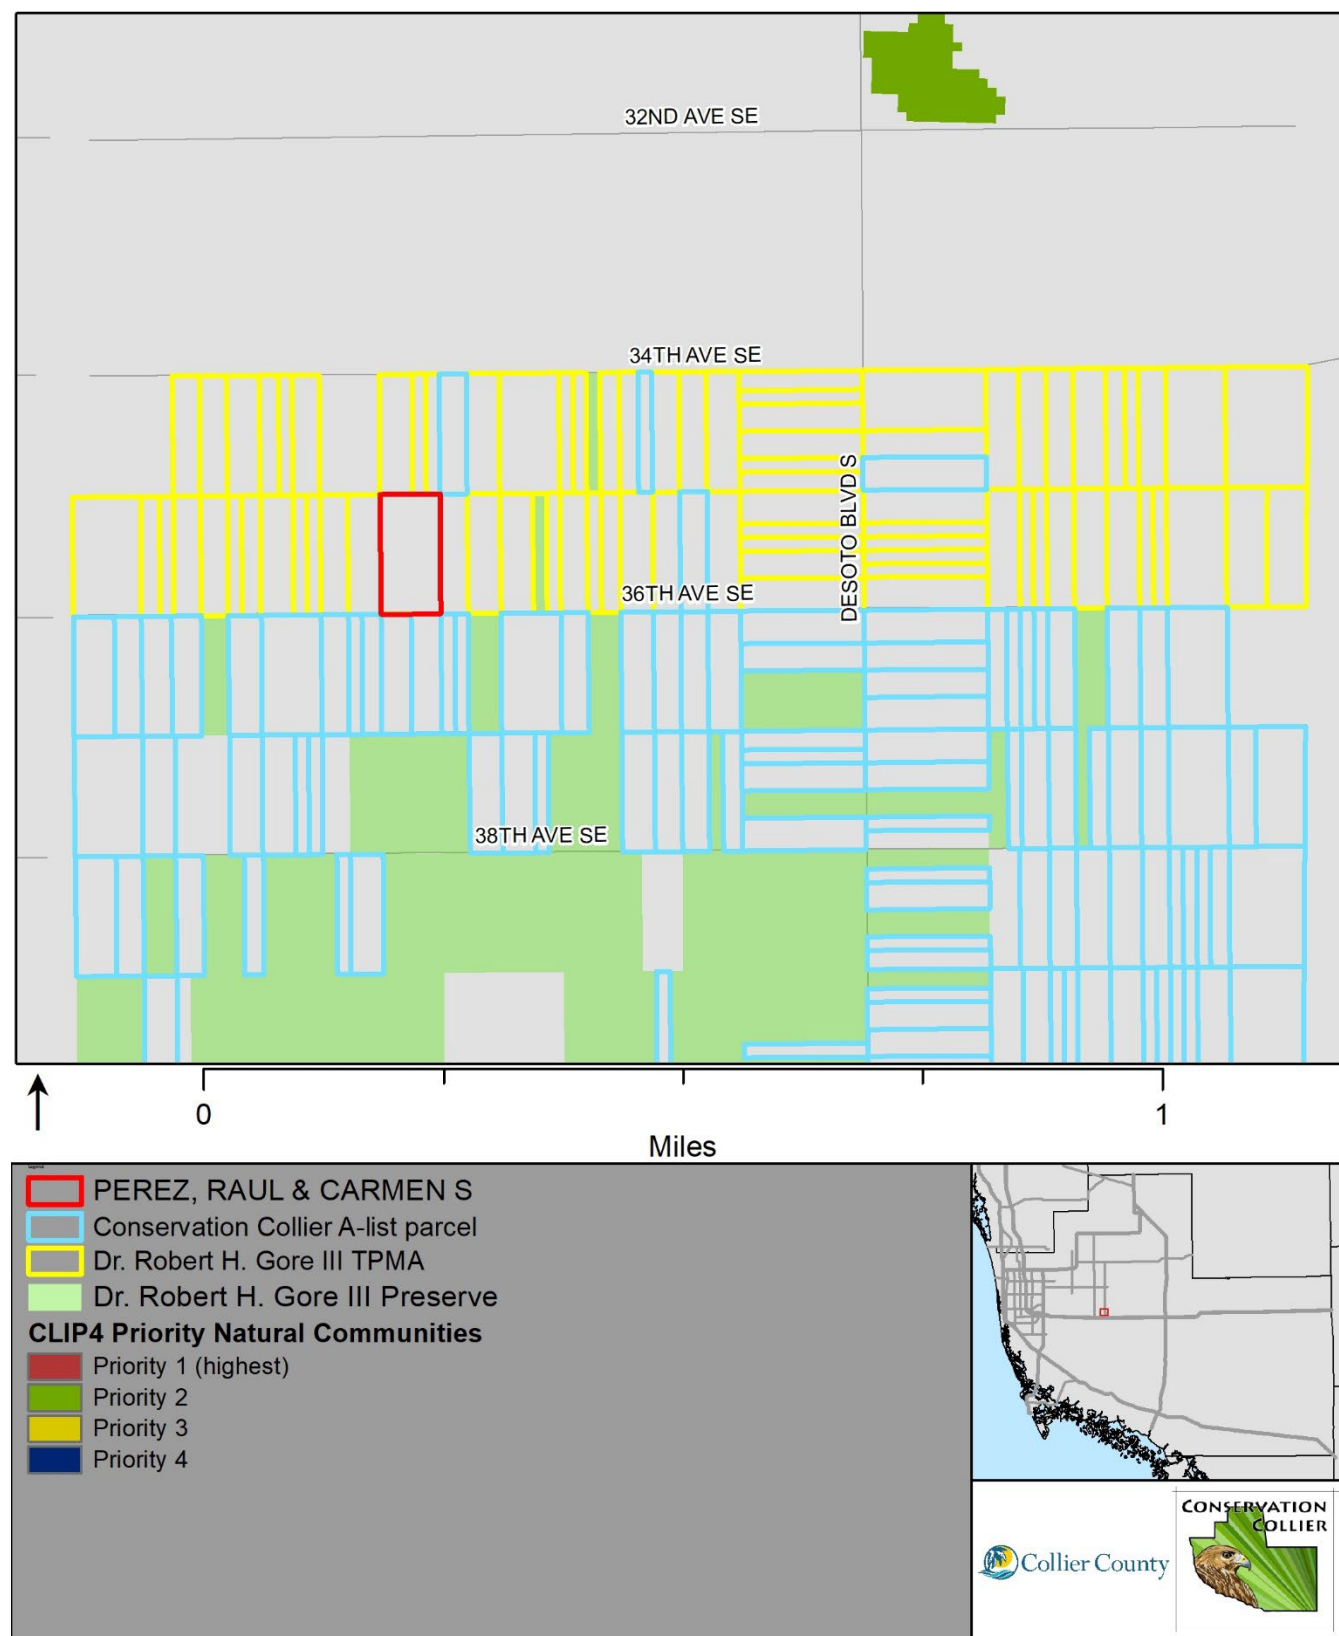 32ND AVE SE
34TH AVE SE
DESOTO BLVD S
36TH AVE SE
38TH AVE SE
0
1
Miles
PEREZ, RAUL & CARMEN S
Conservation Collier A-list parcel
Dr. Robert H. Gore III TPMA
Dr. Robert H. Gore III Preserve
CLIP4 Priority Natural Communities
Priority 1 (highest)
Priority 2
Priority 3
Priority 4
Collier County
CONSERVATION
COLLIER